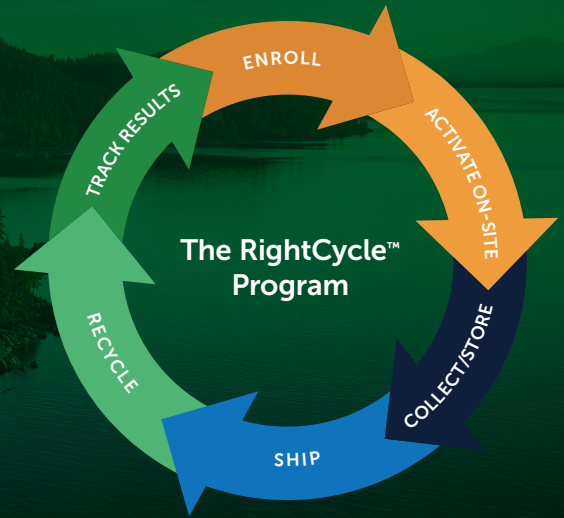 ENROLL
ACTIVATE ON-SITE
COLLECT/STORE
SHIP
RECYCLE
TRACK RESULTS
The RightCycle™
Program